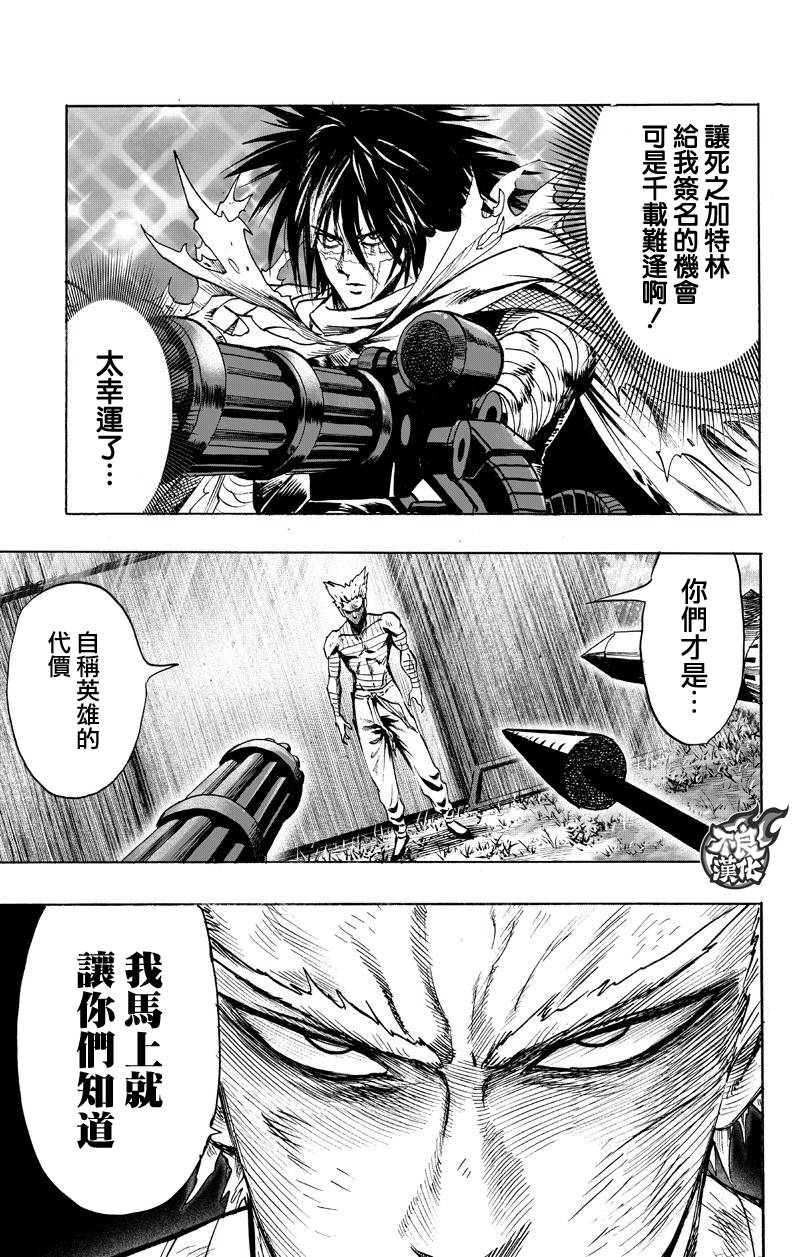 讓死之加特林
給我簽名的機會
可是千載難逢啊！
太幸運了…
你們才是…
自稱英雄的
代價
我馬上就
讓你們知道
漢化